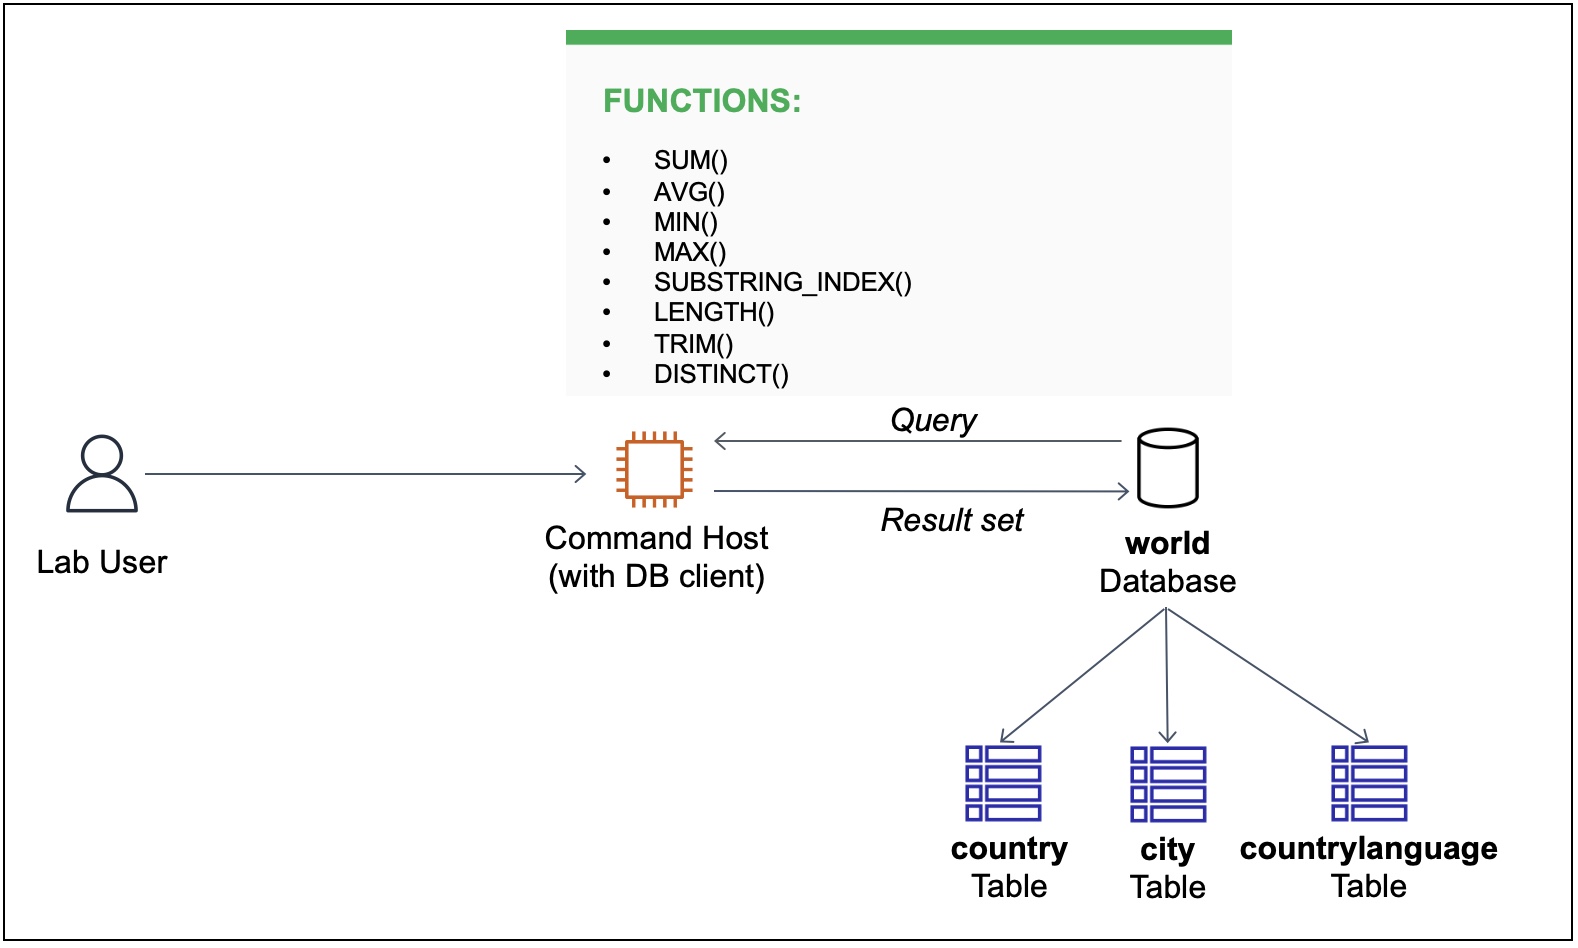 FUNCTIONS:
• SUM()
• AVG()
• MIN()
• MAX()
• SUBSTRING_INDEX()
• LENGTH()
• TRIM()
• DISTINCT()
Query
Result set
Lab User
Command Host
(with DB client)
world
Database
country
Table
city
Table
countrylanguage
Table